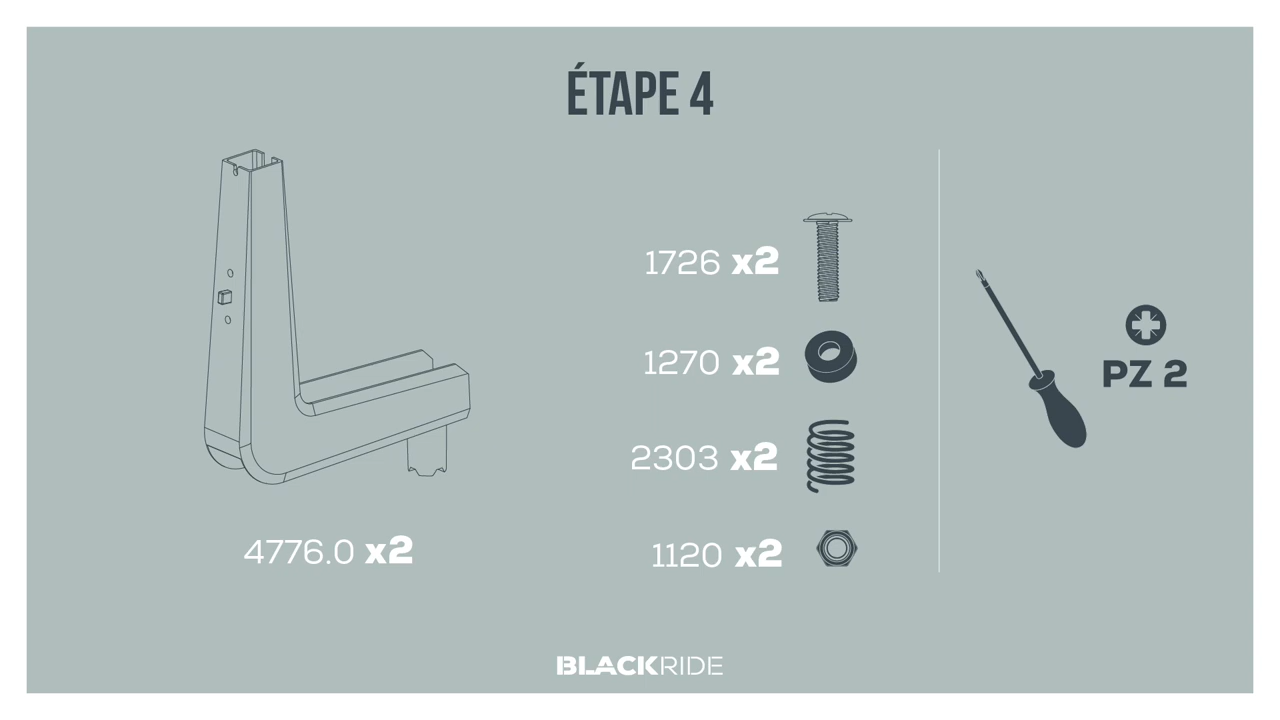 ÉTAPE 4
1726 x2
1270 x2
2303 x2
1120 x2
4776.0 x2
PZ 2
BLACKRIDE